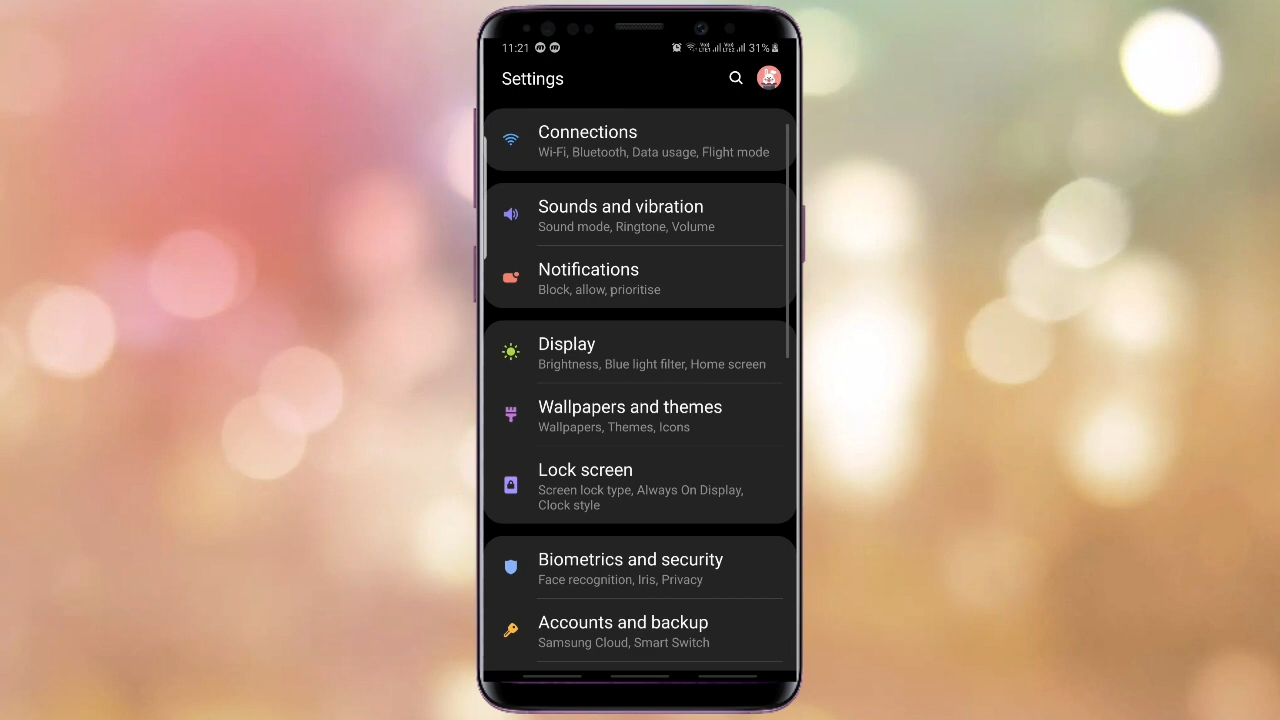 11:21 31%
Settings
Connections
Wi-Fi, Bluetooth, Data usage, Flight mode
Sounds and vibration
Sound mode, Ringtone, Volume
Notifications
Block, allow, prioritise
Display
Brightness, Blue light filter, Home screen
Wallpapers and themes
Wallpapers, Themes, Icons
Lock screen
Screen lock type, Always On Display,
Clock style
Biometrics and security
Face recognition, Iris, Privacy
Accounts and backup
Samsung Cloud, Smart Switch